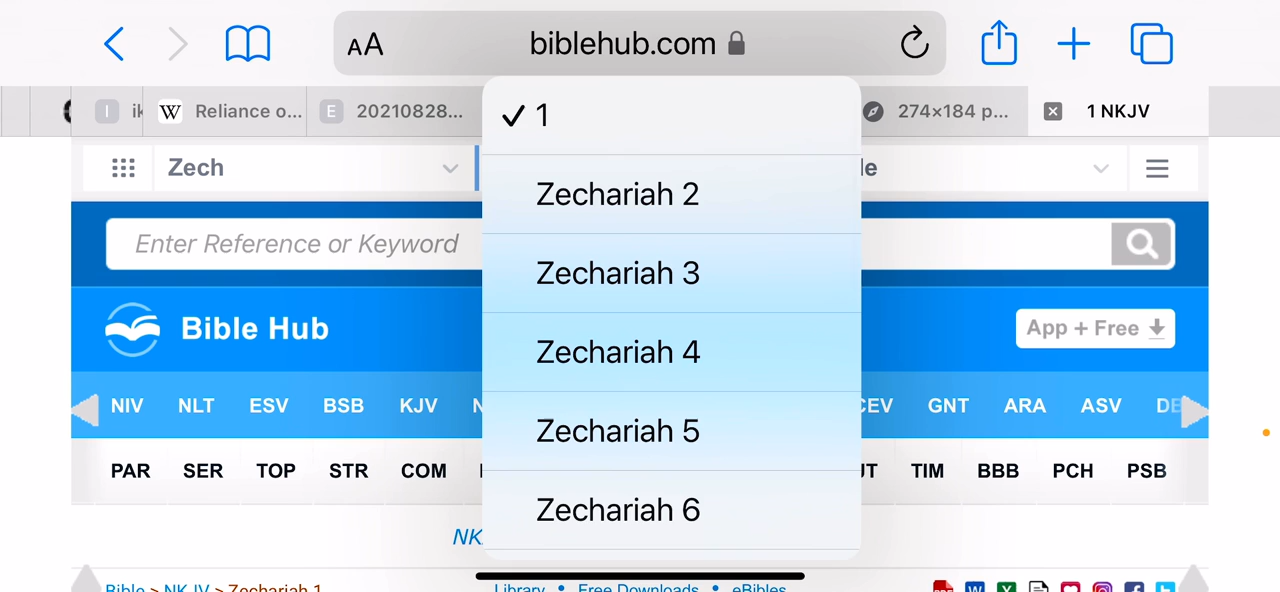 AA biblehub.com
I ik W Reliance o... E 20210828... 274×184 p... 1 NKJV
Zech
✓ 1
Zechariah 2
Zechariah 3
Zechariah 4
Zechariah 5
Zechariah 6
Enter Reference or Keyword
Bible Hub
App + Free
NIV NLT ESV BSB KJV CEV GNT ARA ASV
PAR SER TOP STR COM TIM BBB PCH PSB
NK
Bible > NKJV > Zechariah 1 Library • Free Downloads • eBibles